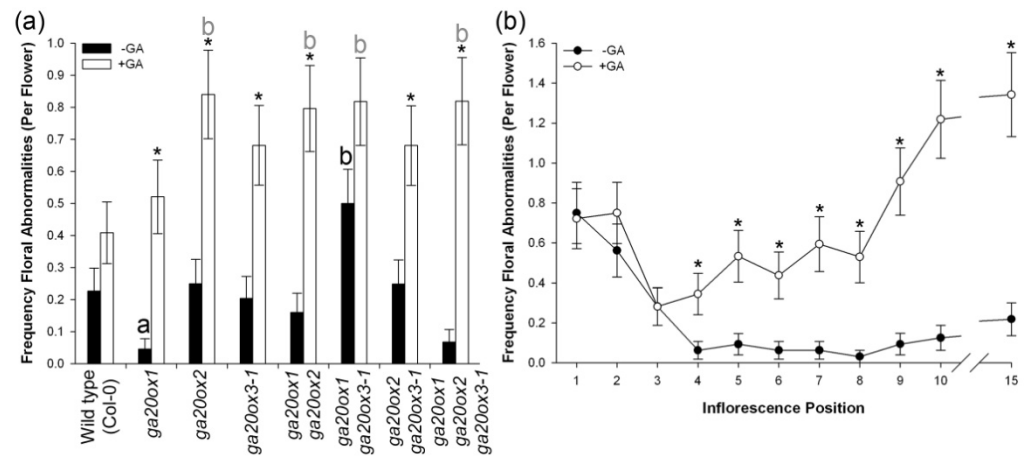 (a)
Frequency Floral Abnormalities (Per Flower)
1.0
0.9
0.8
0.7
0.6
0.5
0.4
0.3
0.2
0.1
0.0
-GA
+GA
a
*
b
*
*
b
*
b
b
*
b
*
Wild type
(Col-0)
ga20ox1
ga20ox2
ga20ox3-1
ga20ox1
ga20ox2
ga20ox1
ga20ox3-1
ga20ox2
ga20ox3-1
ga20ox1
ga20ox2
ga20ox3-1
(b)
Frequency Floral Abnormalities (Per Flower)
1.6
1.4
1.2
1.0
0.8
0.6
0.4
0.2
0.0
-GA
+GA
* * * * * * * *
1 2 3 4 5 6 7 8 9 10 15
Inflorescence Position